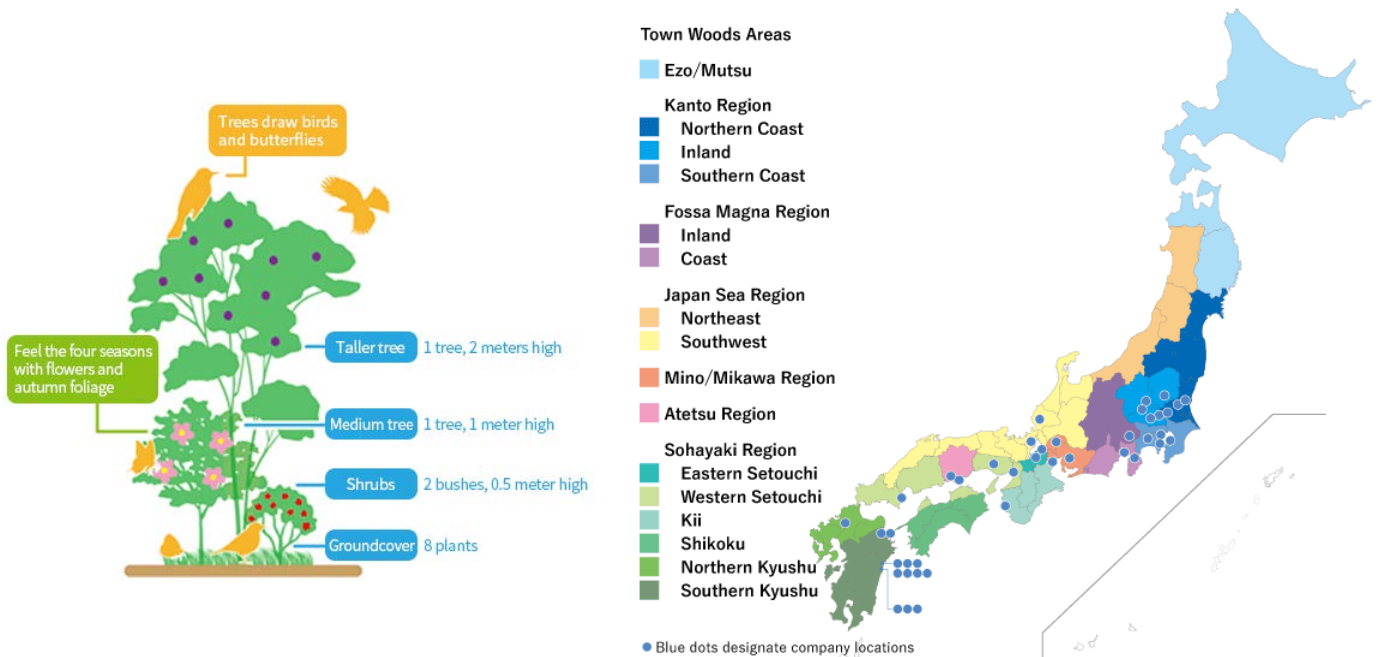 Trees draw birds
and butterflies
Feel the four seasons
with flowers and
autumn foliage
Taller tree 1 tree, 2 meters high
Medium tree 1 tree, 1 meter high
Shrubs 2 bushes, 0.5 meter high
Groundcover 8 plants
Town Woods Areas
Ezo/Mutsu
Kanto Region
Northern Coast
Inland
Southern Coast
Fossa Magna Region
Inland
Coast
Japan Sea Region
Northeast
Southwest
Mino/Mikawa Region
Atetsu Region
Sohayaki Region
Eastern Setouchi
Western Setouchi
Kii
Shikoku
Northern Kyushu
Southern Kyushu
Blue dots designate company locations